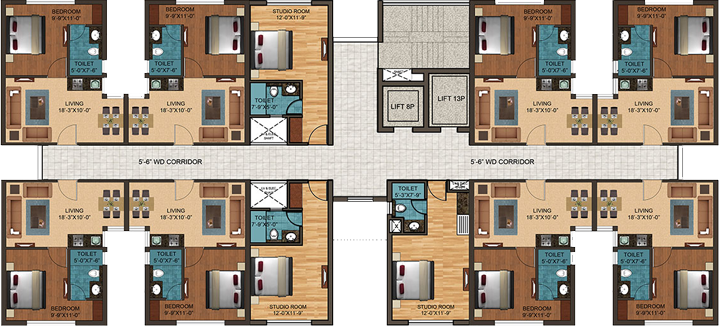 BEDROOM
9'-9"X11'-0"
BEDROOM
9'-9"X11'-0"
STUDIO ROOM
12'-0X11'-9"
BEDROOM
9'-9"X11'-0"
BEDROOM
9'-9"X11'-0"
TOILET
5'-0"X7'-6"
TOILET
5'-0"X7'-6"
TOILET
7'-9"X5'-0"
LIFT 8P
LIFT 13P
TOILET
5'-0"X7'-6"
TOILET
5'-0"X7'-6"
LIVING
18'-3"X10'-0"
LIVING
18'-3"X10'-0"
SHAFT
LIVING
18'-3"X10'-0"
LIVING
18'-3"X10'-0"
5'-6" WD CORRIDOR
5'-6" WD CORRIDOR
LIVING
18'-3"X10'-0"
LIVING
18'-3"X10'-0"
TOILET
7'-9"X5'-0"
TOILET
5'-3"X7'-9"
LIVING
18'-3"X10'-0"
LIVING
18'-3"X10'-0"
TOILET
5'-0"X7'-6"
TOILET
5'-0"X7'-6"
TOILET
5'-0"X7'-6"
TOILET
5'-0"X7'-6"
BEDROOM
9'-9"X11'-0"
BEDROOM
9'-9"X11'-0"
STUDIO ROOM
12'-0X11'-9"
STUDIO ROOM
12'-0X11'-9"
BEDROOM
9'-9"X11'-0"
BEDROOM
9'-9"X11'-0"